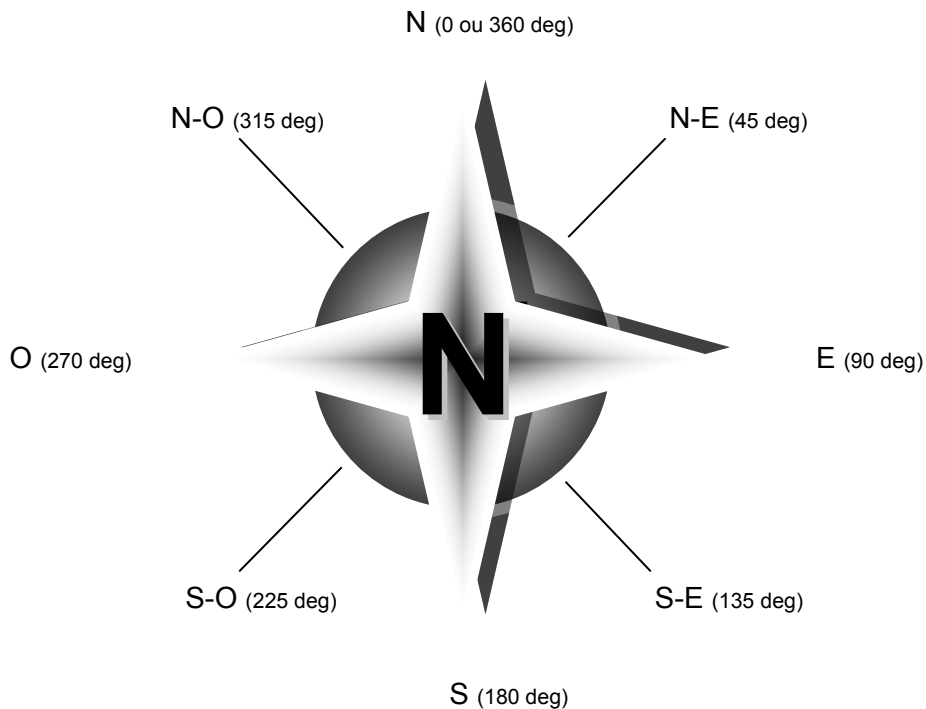 N (0 ou 360 deg)
N-O (315 deg)
N-E (45 deg)
O (270 deg)
N
E (90 deg)
S-O (225 deg)
S-E (135 deg)
S (180 deg)